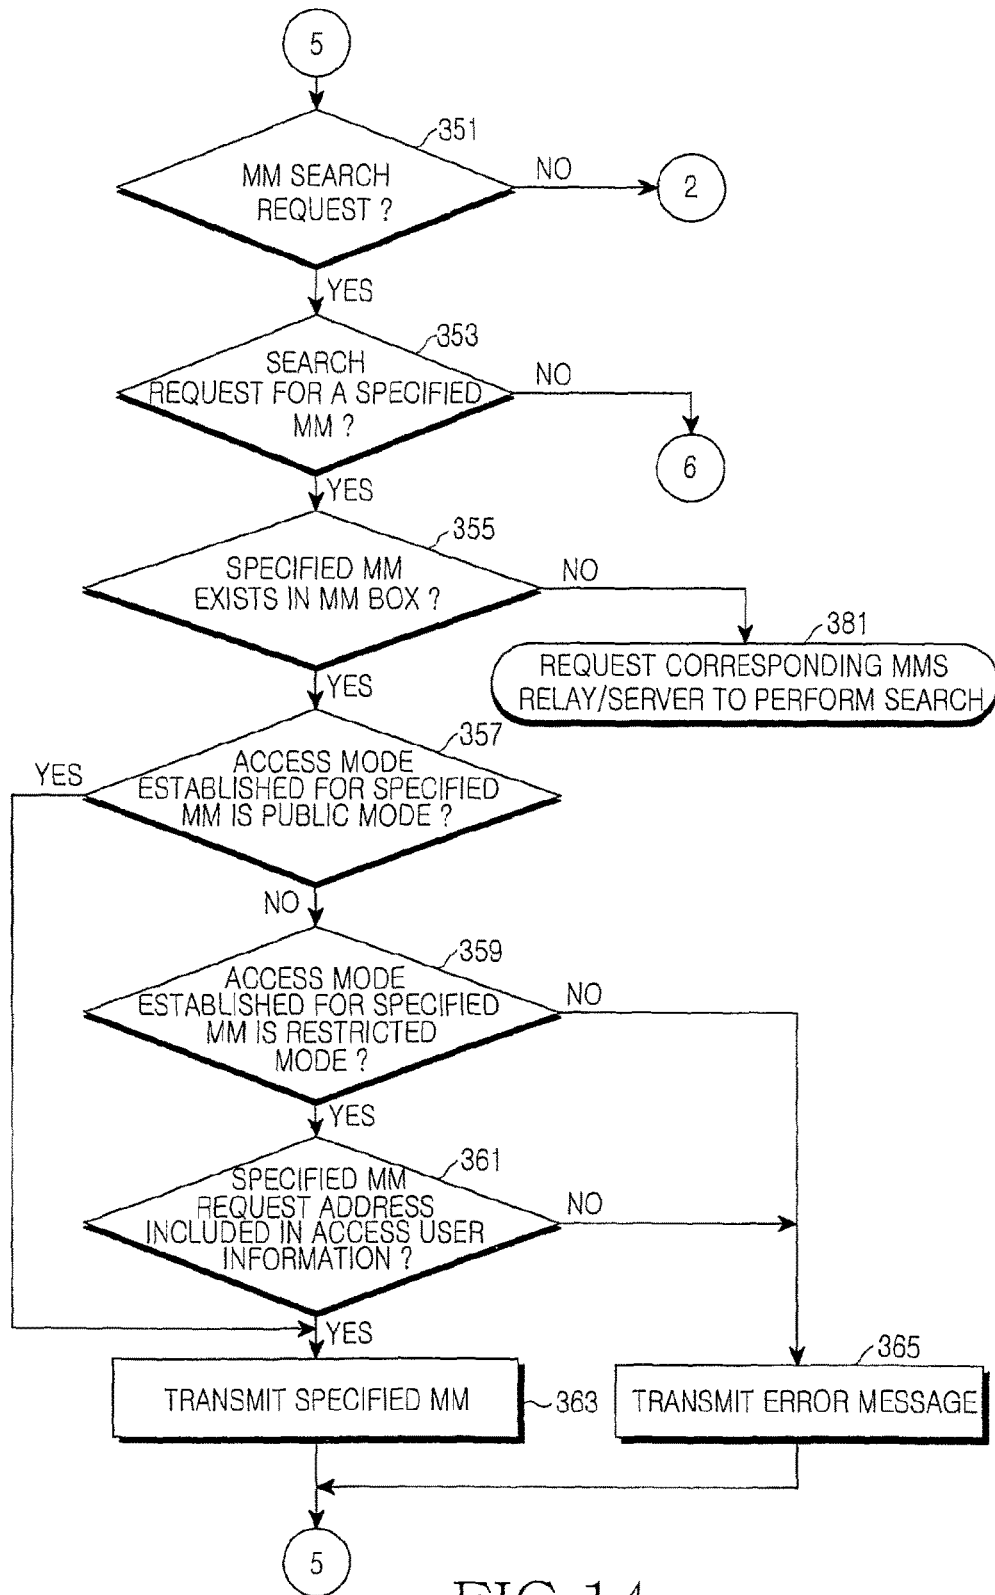 5
351
MM SEARCH
REQUEST ?
NO
2
YES
353
SEARCH
REQUEST FOR A SPECIFIED
MM ?
NO
6
YES
355
SPECIFIED MM
EXISTS IN MM BOX ?
NO
381
REQUEST CORRESPONDING MMS
RELAY/SERVER TO PERFORM SEARCH
YES
357
YES
ACCESS MODE
ESTABLISHED FOR SPECIFIED
MM IS PUBLIC MODE ?
NO
359
ACCESS MODE
ESTABLISHED FOR SPECIFIED
MM IS RESTRICTED
MODE ?
NO
YES
361
SPECIFIED MM
REQUEST ADDRESS
INCLUDED IN ACCESS USER
INFORMATION ?
NO
YES
TRANSMIT SPECIFIED MM
363
365
TRANSMIT ERROR MESSAGE
5
FIG.14